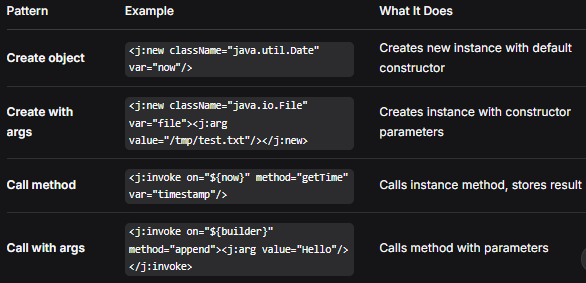 Pattern Example What It Does
Create object <j:new className="java.util.Date" var="now"/> Creates new instance with default constructor
Create with args <j:new className="java.io.File" var="file"><j:arg value="/tmp/test.txt"/></j:new> Creates instance with constructor parameters
Call method <j:invoke on="${now}" method="getTime" var="timestamp"/> Calls instance method, stores result
Call with args <j:invoke on="${builder}" method="append"><j:arg value="Hello"/></j:invoke> Calls method with parameters